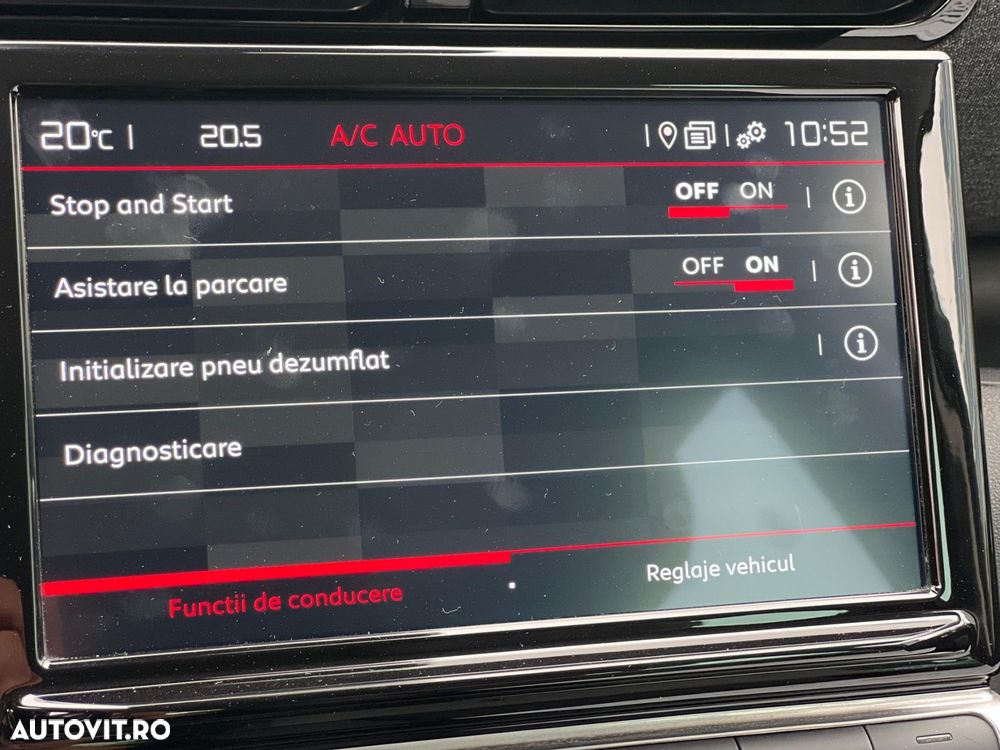 20°C 20.5 A/C AUTO 10:52
Stop and Start OFF ON
Asistare la parcare OFF ON
Initializare pneu dezumflat
Diagnosticare
Functii de conducere Reglaje vehicul
AUTOVIT.RO